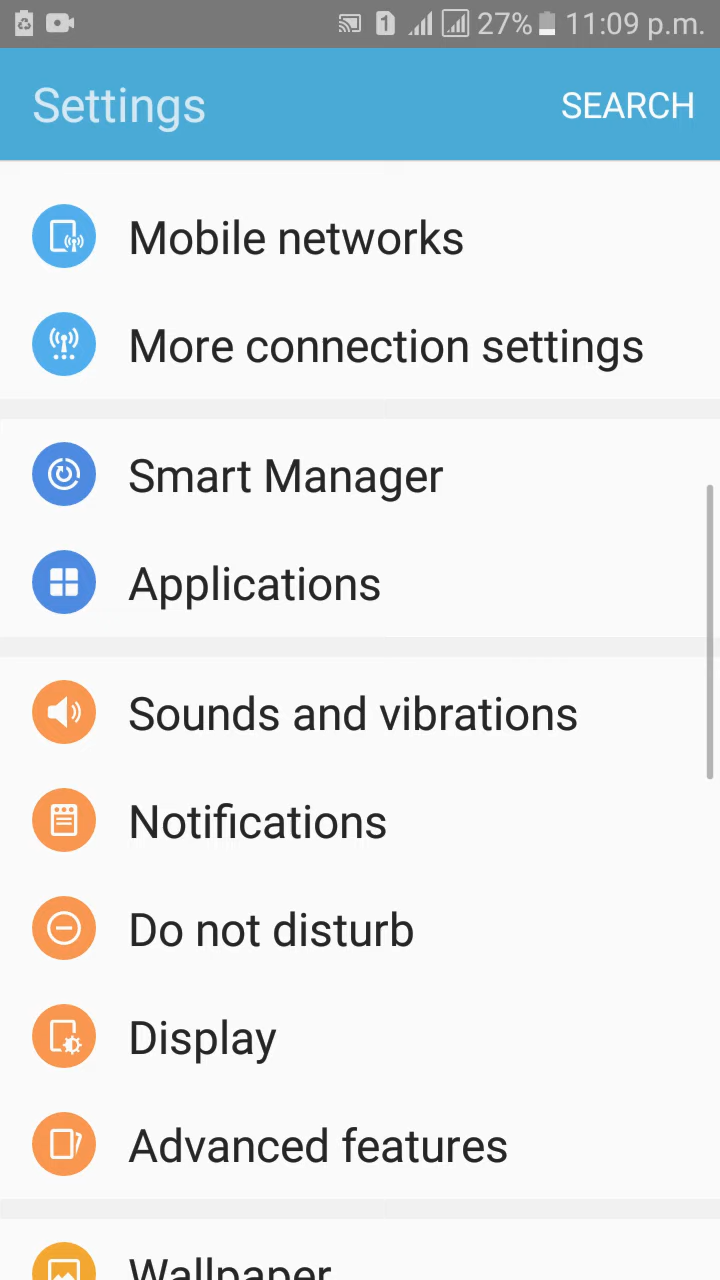 1 27% 11:09 p.m.
Settings SEARCH
Mobile networks
More connection settings
Smart Manager
Applications
Sounds and vibrations
Notifications
Do not disturb
Display
Advanced features
Wallpaper